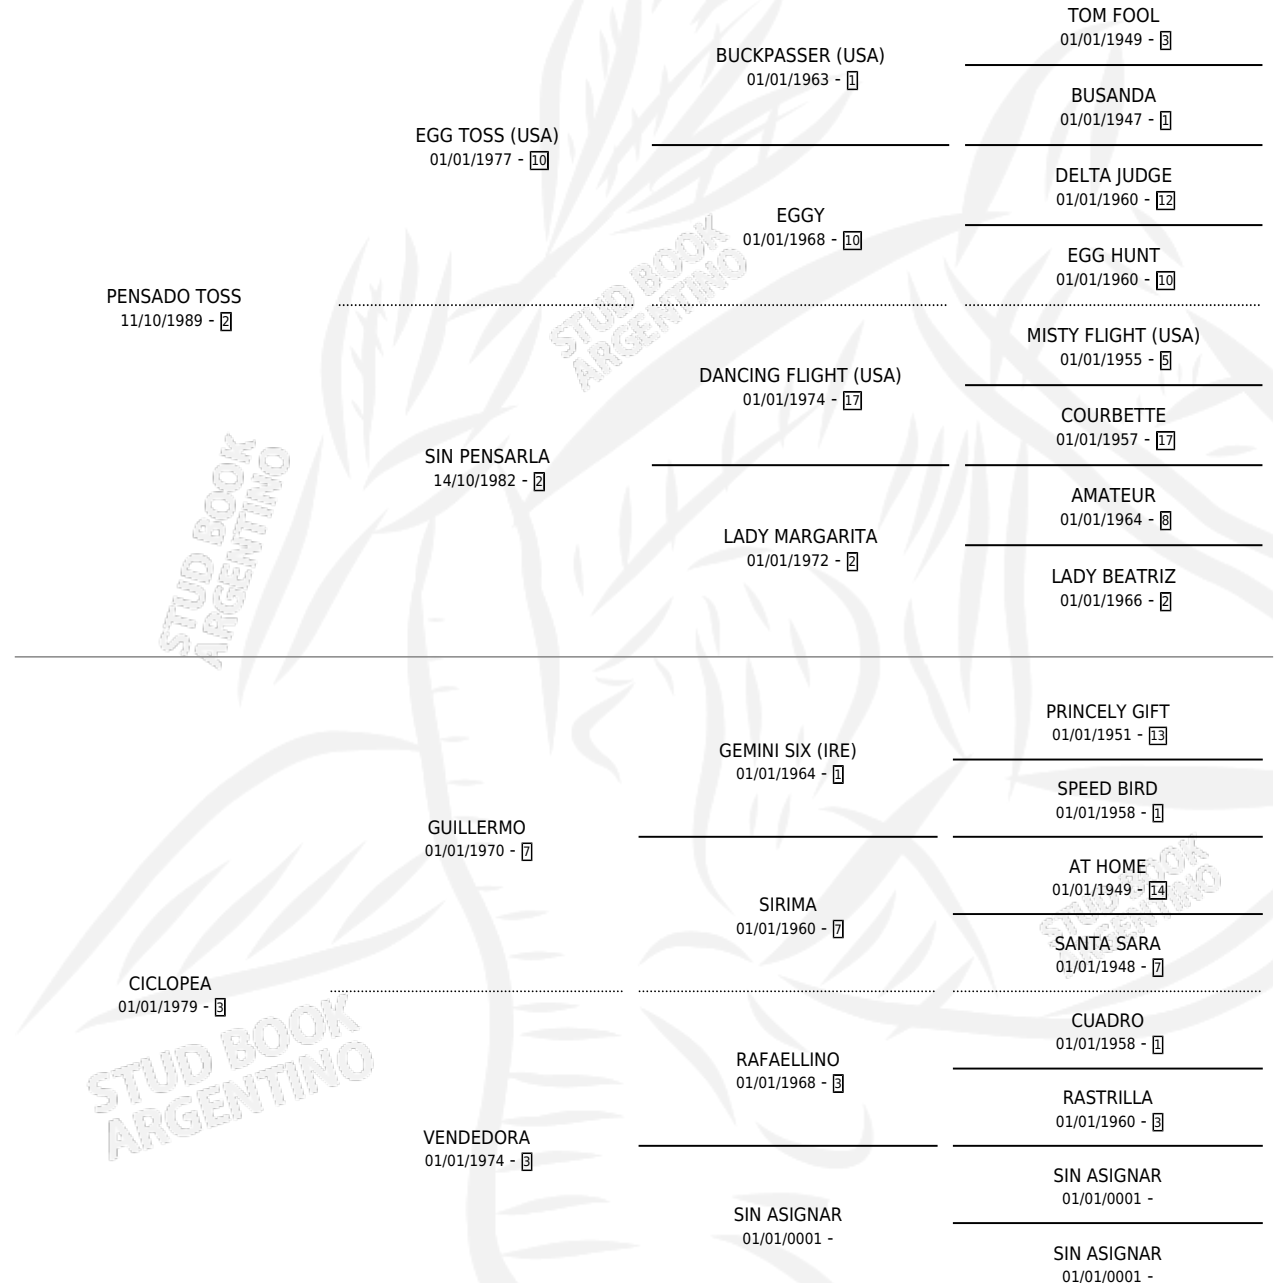 TOM FOOL
01/01/1949 - 3
BUCKPASSER (USA)
01/01/1963 - 1
BUSANDA
01/01/1947 - 1
EGG TOSS (USA)
01/01/1977 - 10
DELTA JUDGE
01/01/1960 - 12
EGGY
01/01/1968 - 10
EGG HUNT
01/01/1960 - 10
PENSADO TOSS
11/10/1989 - 2
MISTY FLIGHT (USA)
01/01/1955 - 5
DANCING FLIGHT (USA)
01/01/1974 - 17
COURBETTE
01/01/1957 - 17
SIN PENSARLA
14/10/1982 - 2
AMATEUR
01/01/1964 - 8
LADY MARGARITA
01/01/1972 - 2
LADY BEATRIZ
01/01/1966 - 2
PRINCELY GIFT
01/01/1951 - 13
GEMINI SIX (IRE)
01/01/1964 - 1
SPEED BIRD
01/01/1958 - 1
GUILLERMO
01/01/1970 - 7
AT HOME
01/01/1949 - 14
SIRIMA
01/01/1960 - 7
SANTA SARA
01/01/1948 - 7
CICLOPEA
01/01/1979 - 3
CUADRO
01/01/1958 - 1
RAFAELLINO
01/01/1968 - 3
RASTRILLA
01/01/1960 - 3
VENDEDORA
01/01/1974 - 3
SIN ASIGNAR
01/01/0001 -
SIN ASIGNAR
01/01/0001 -
SIN ASIGNAR
01/01/0001 -
STUD BOOK
ARGENTINO
STUD BOOK
ARGENTINO
STUD BOOK
ARGENTINO
STUD BOOK
ARGENTINO